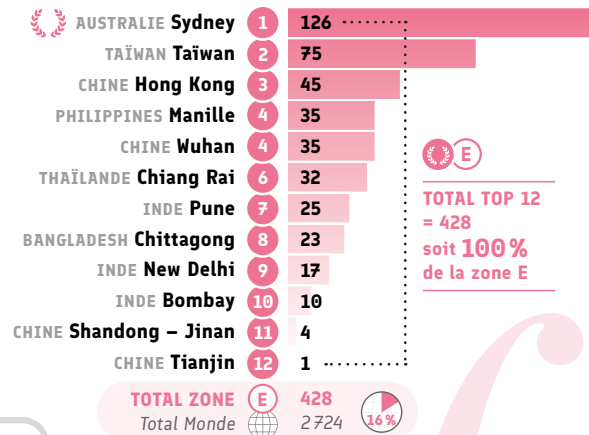 AUSTRALIE Sydney 1 126
TAÏWAN Taïwan 2 75
CHINE Hong Kong 3 45
PHILIPPINES Manille 4 35
CHINE Wuhan 4 35
THAÏLANDE Chiang Rai 6 32
INDE Pune 7 25
BANGLADESH Chittagong 8 23
INDE New Delhi 9 17
INDE Bombay 10 10
CHINE Shandong – Jinan 11 4
CHINE Tianjin 12 1
E
TOTAL TOP 12
= 428
soit 100 %
de la zone E
TOTAL ZONE E 428
Total Monde 2 724
16 %